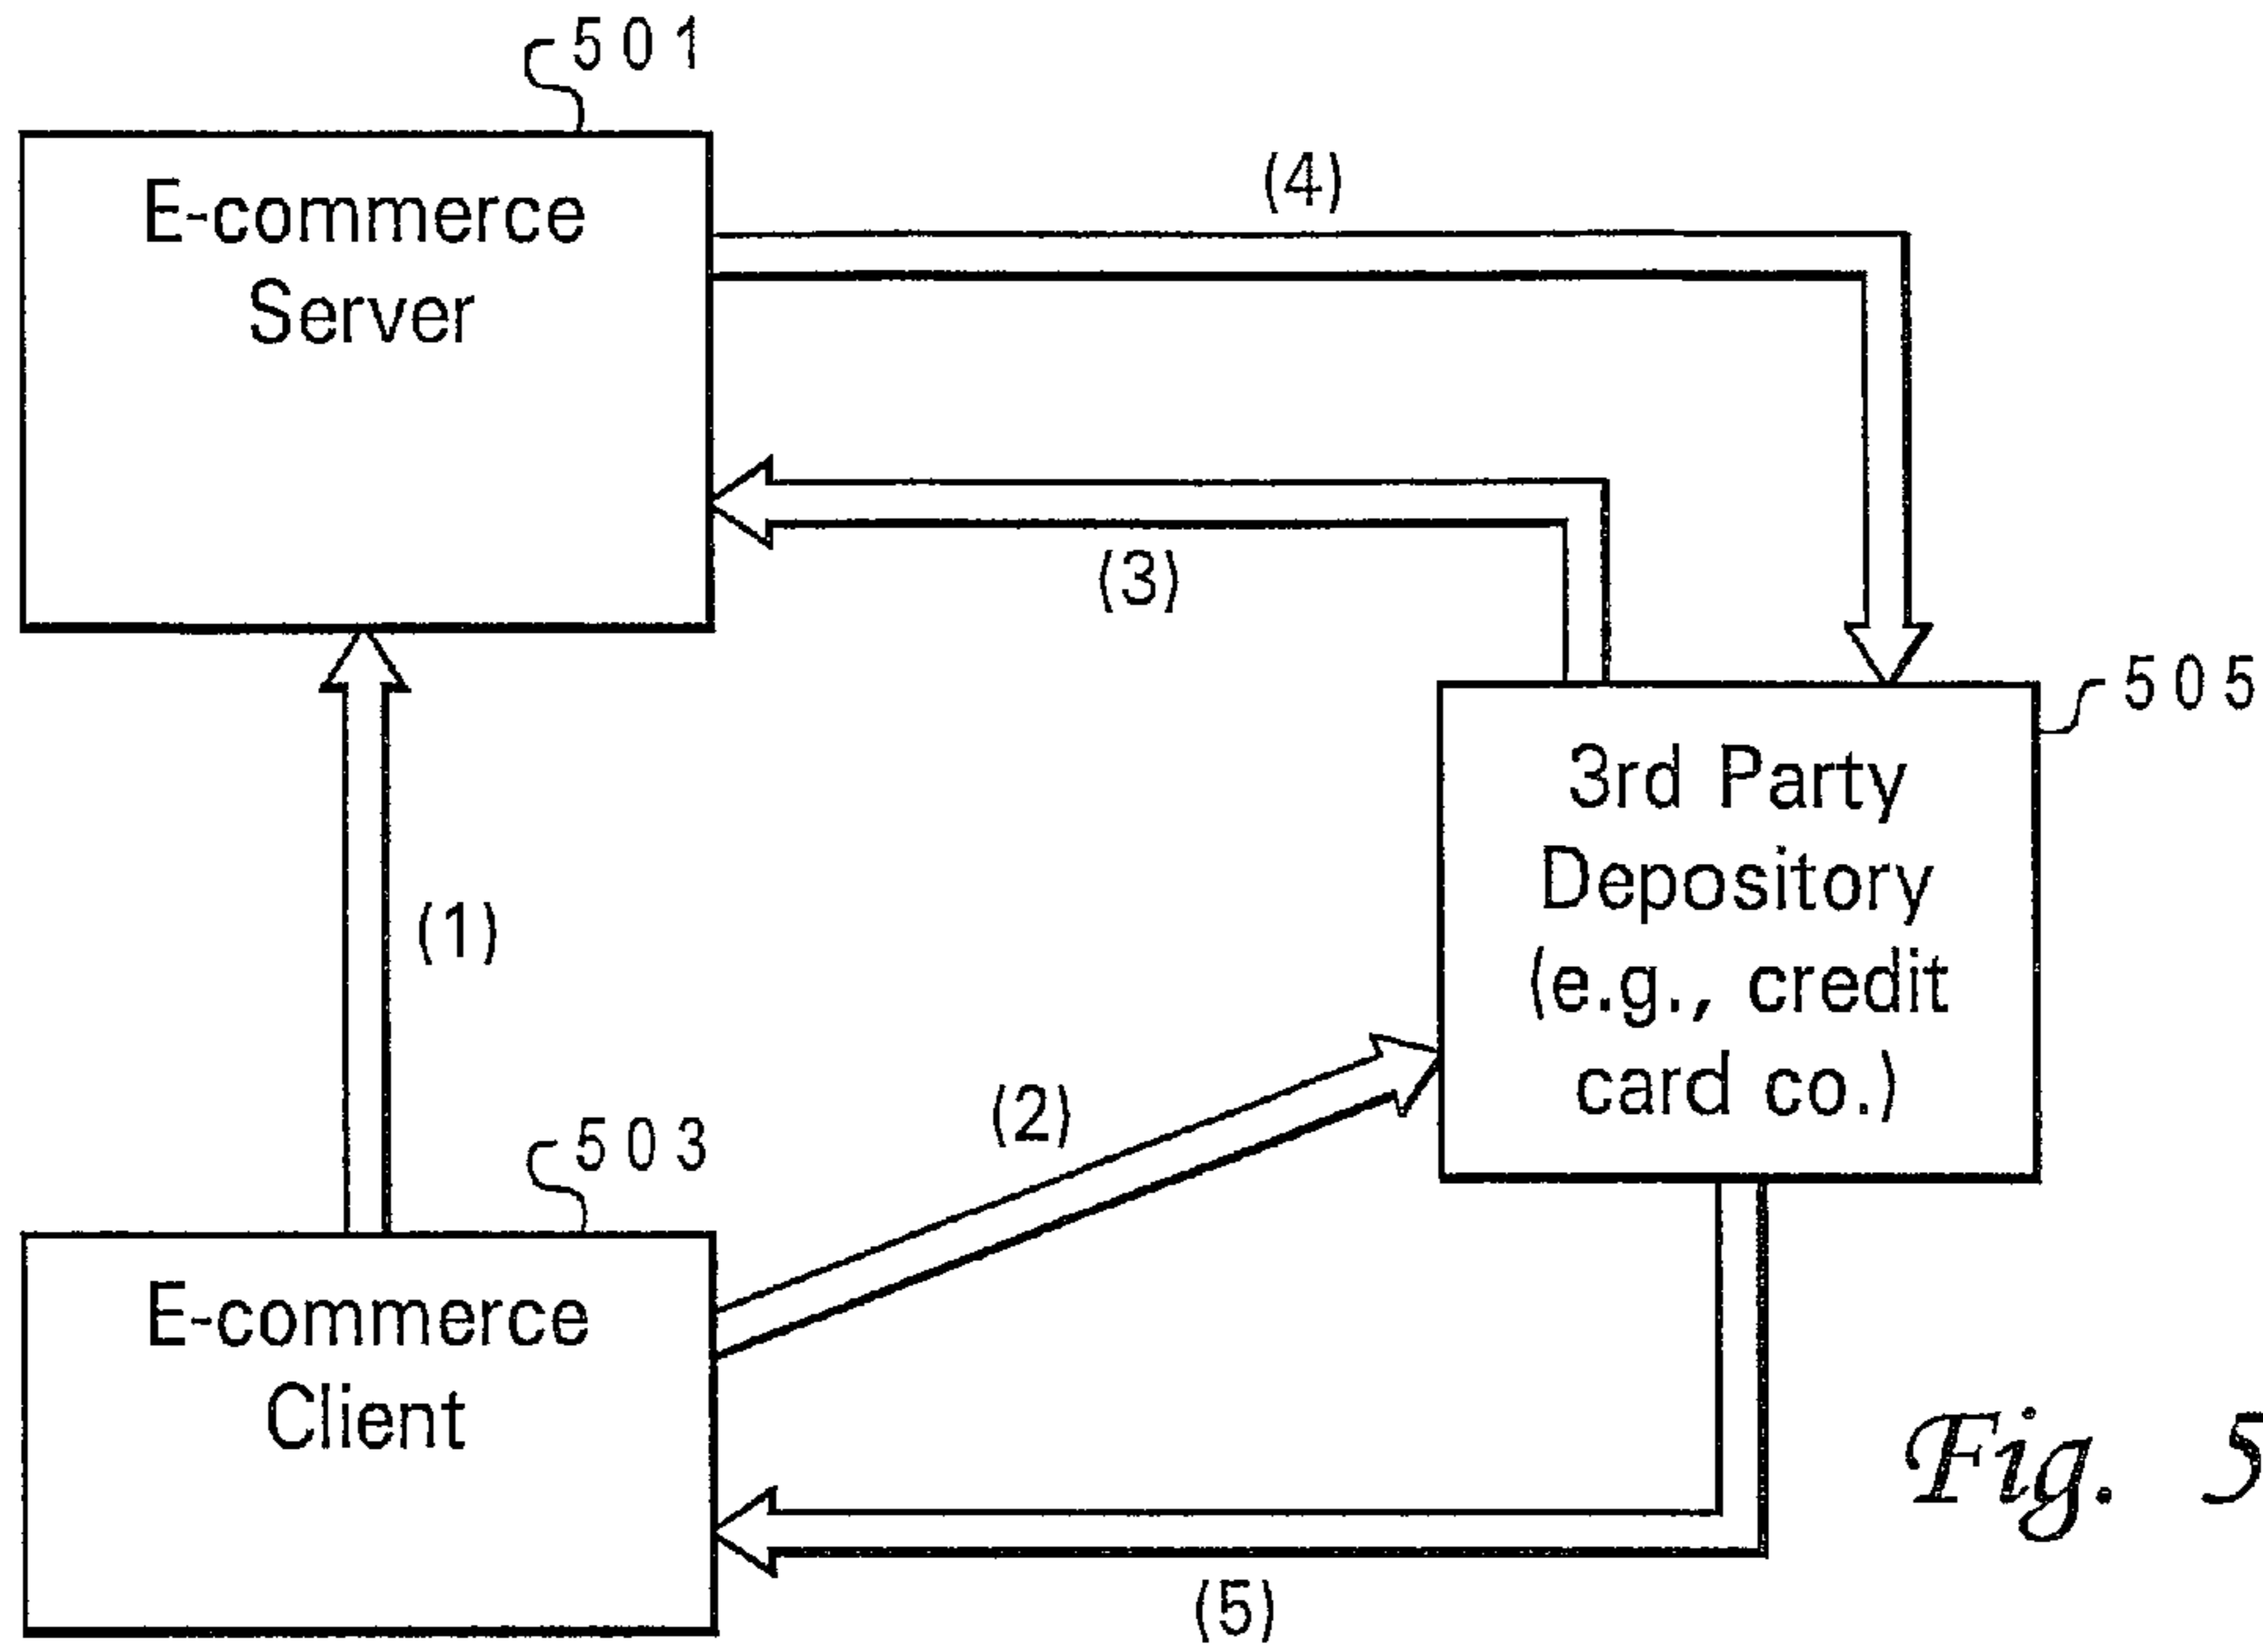 501
E-commerce
Server
(4)
(3)
505
3rd Party
Depository
(e.g., credit
card co.)
(1)
(2)
503
E-commerce
Client
(5)
Fig. 5